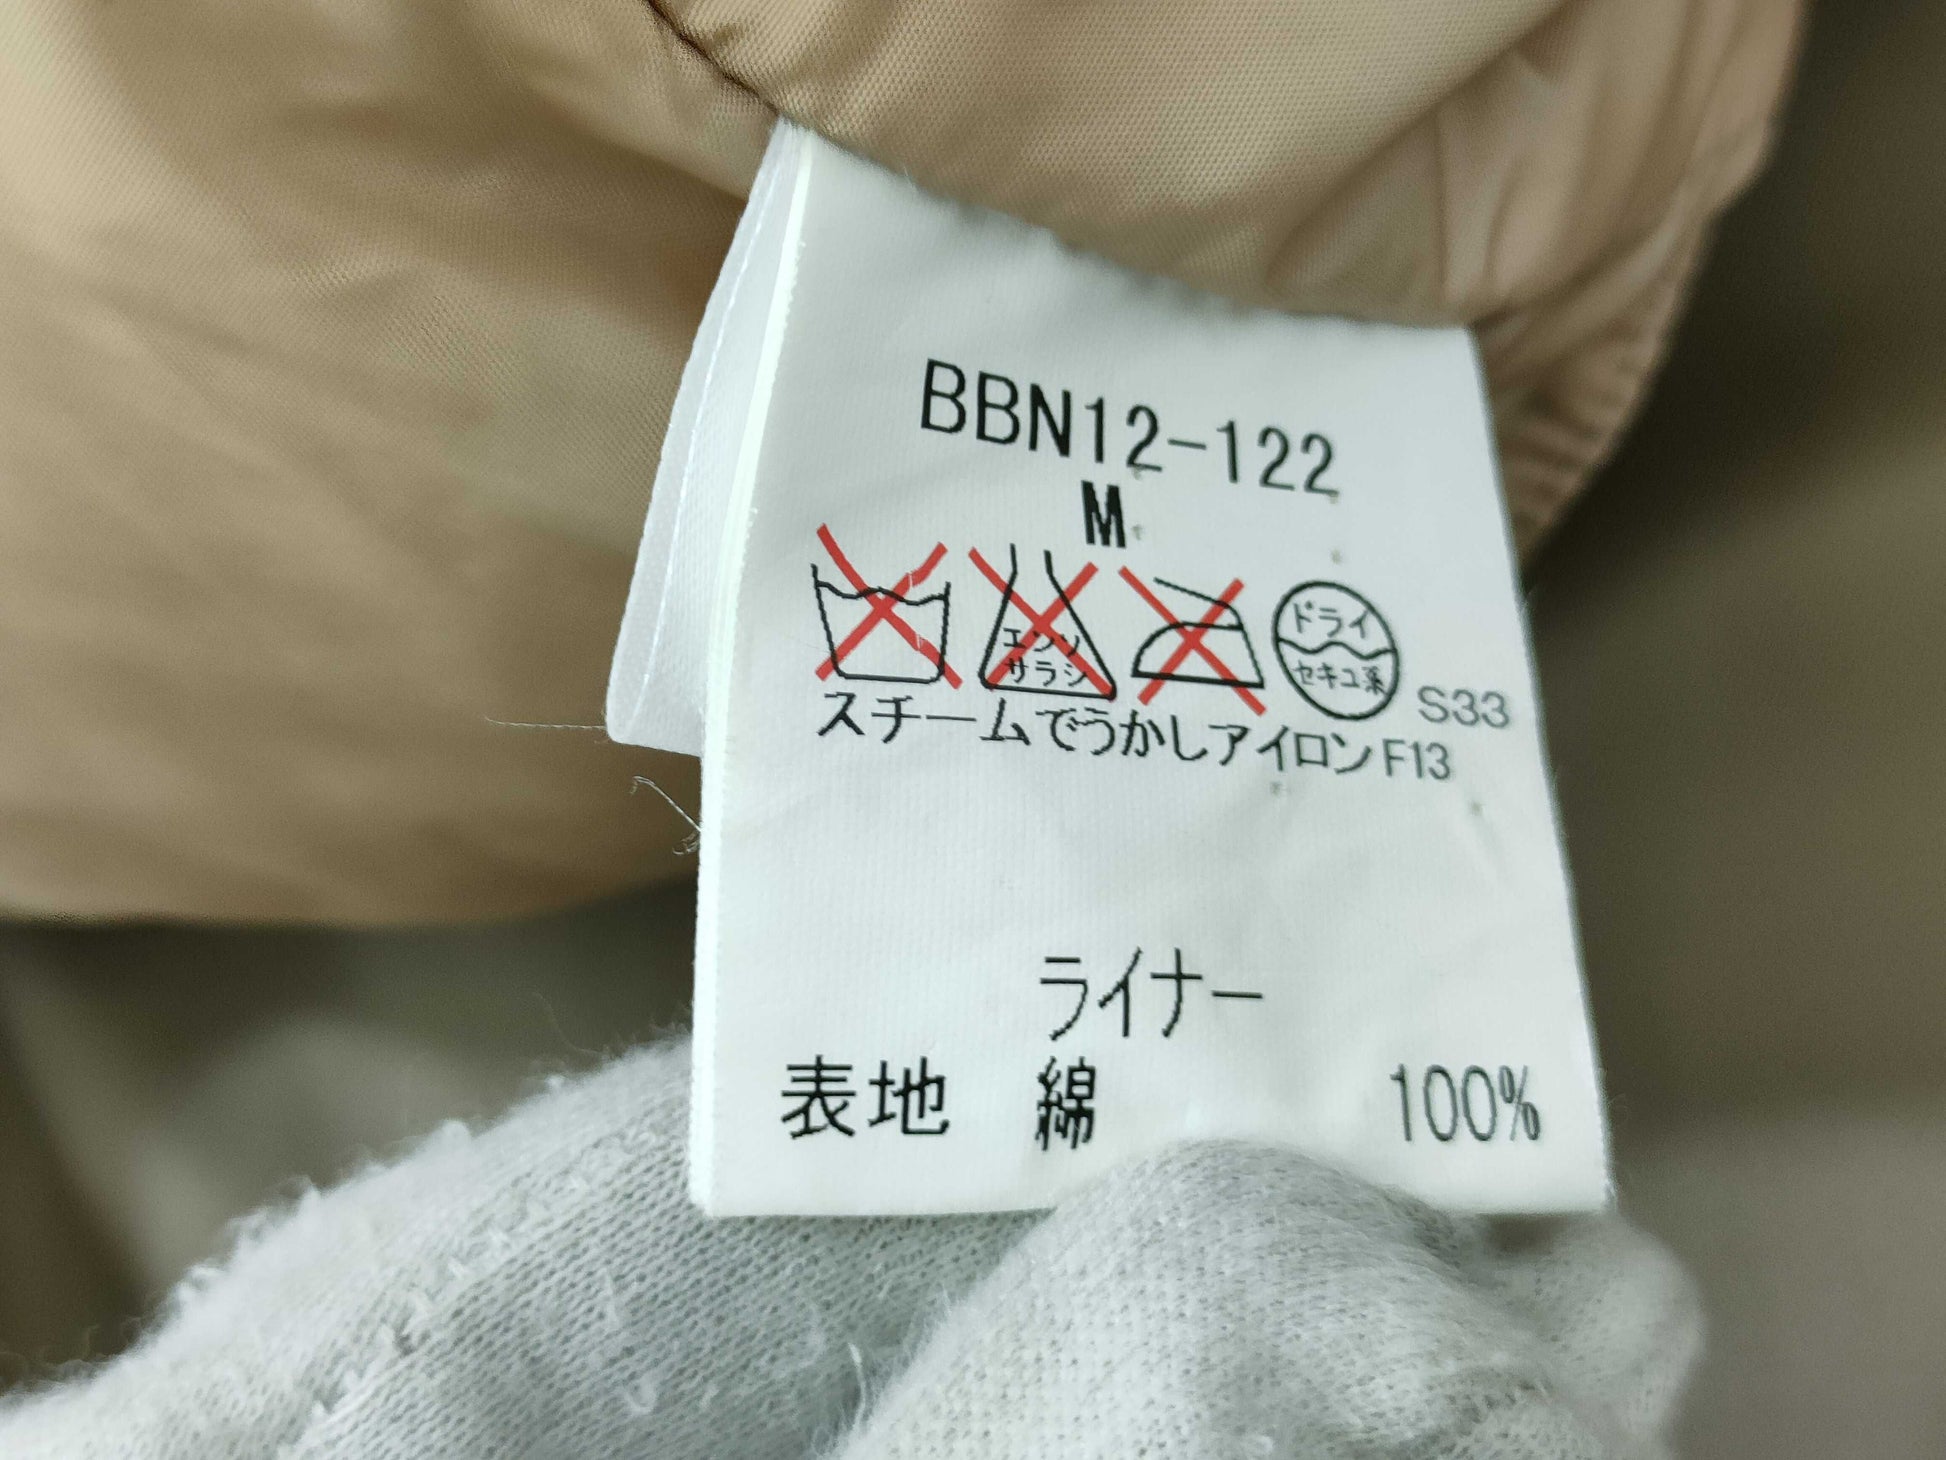 BBN12-122
M
エンソ
サラシ
ドライ
セキユ系
S33
スチームでうかしアイロン F13
ライナー
表地 綿 100%